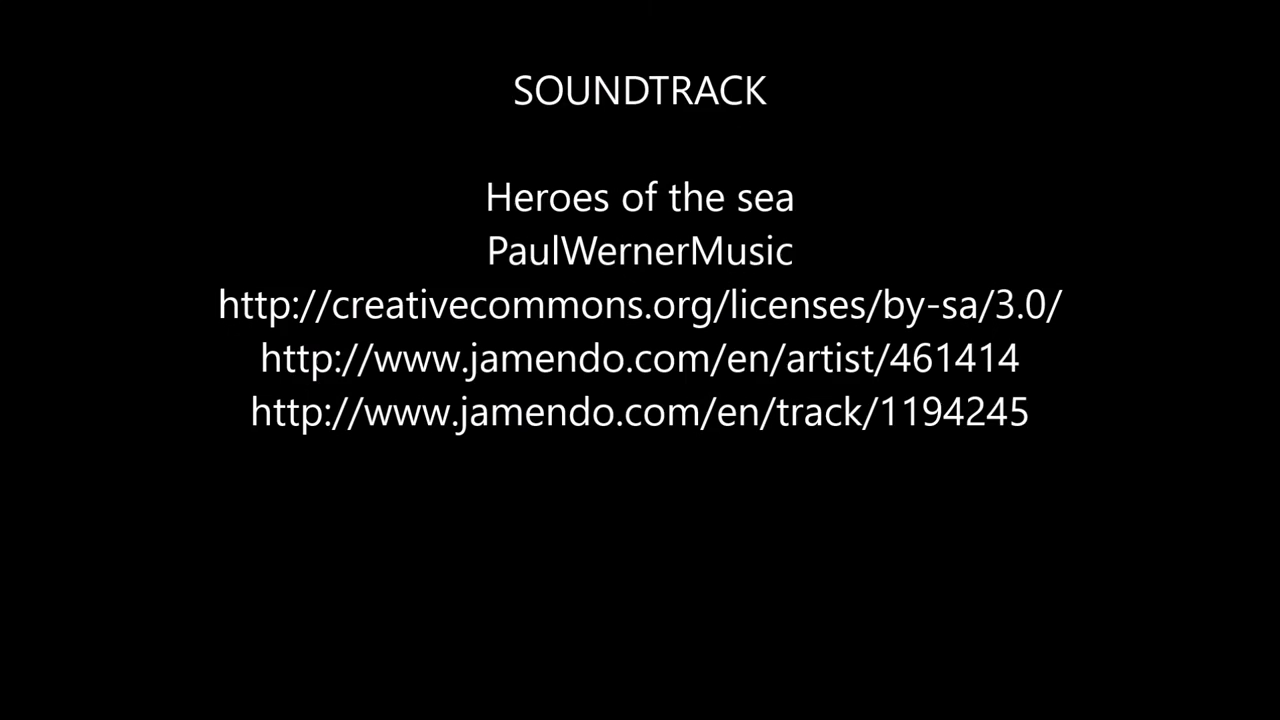 SOUNDTRACK
Heroes of the sea
PaulWernerMusic
http://creativecommons.org/licenses/by-sa/3.0/
http://www.jamendo.com/en/artist/461414
http://www.jamendo.com/en/track/1194245